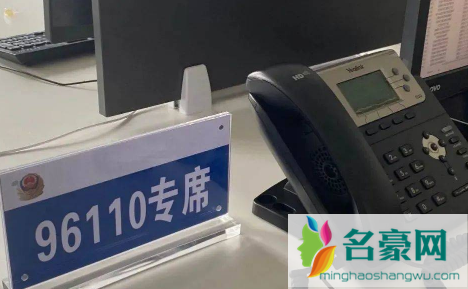 Yealink
96110专席
名豪网
minghaoshangwu.com